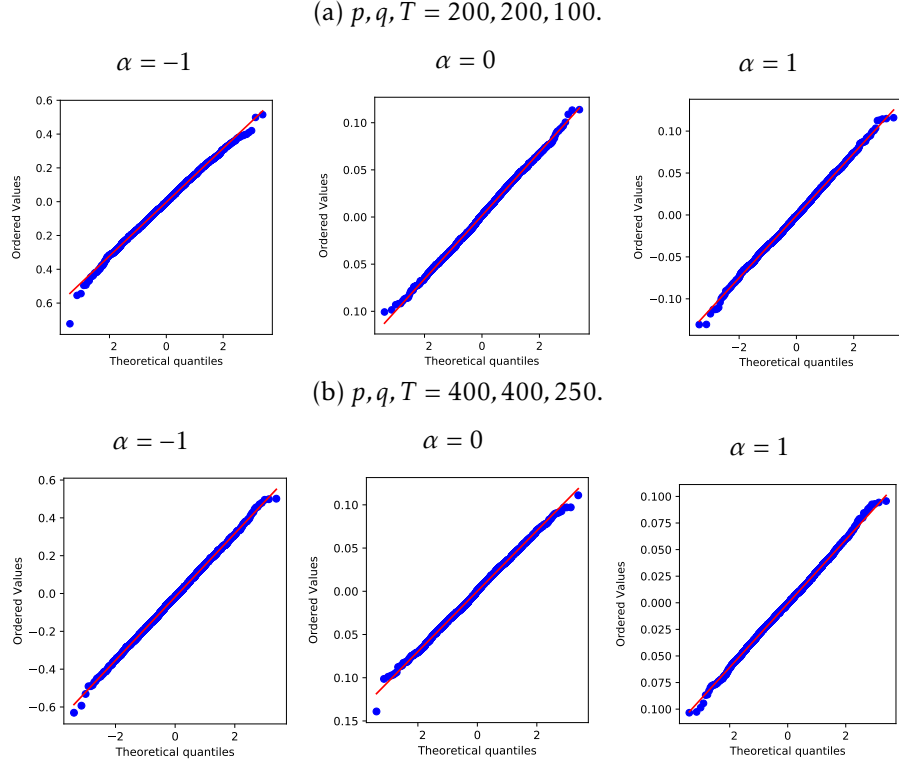 (a) p, q, T = 200, 200, 100.
α = −1
α = 0
α = 1
0.6
0.4
0.2
0.0
0.2
0.4
0.6
Ordered Values
2 0 2
Theoretical quantiles
0.10
0.05
0.00
0.05
0.10
Ordered Values
2 0 2
Theoretical quantiles
0.10
0.05
0.00
−0.05
−0.10
Ordered Values
−2 0 2
Theoretical quantiles
(b) p, q, T = 400, 400, 250.
α = −1
α = 0
α = 1
0.6
0.4
0.2
0.0
−0.2
−0.4
−0.6
Ordered Values
−2 0 2
Theoretical quantiles
0.10
0.05
0.00
0.05
0.10
0.15
Ordered Values
2 0 2
Theoretical quantiles
0.100
0.075
0.050
0.025
0.000
0.025
0.050
0.075
0.100
Ordered Values
2 0 2
Theoretical quantiles